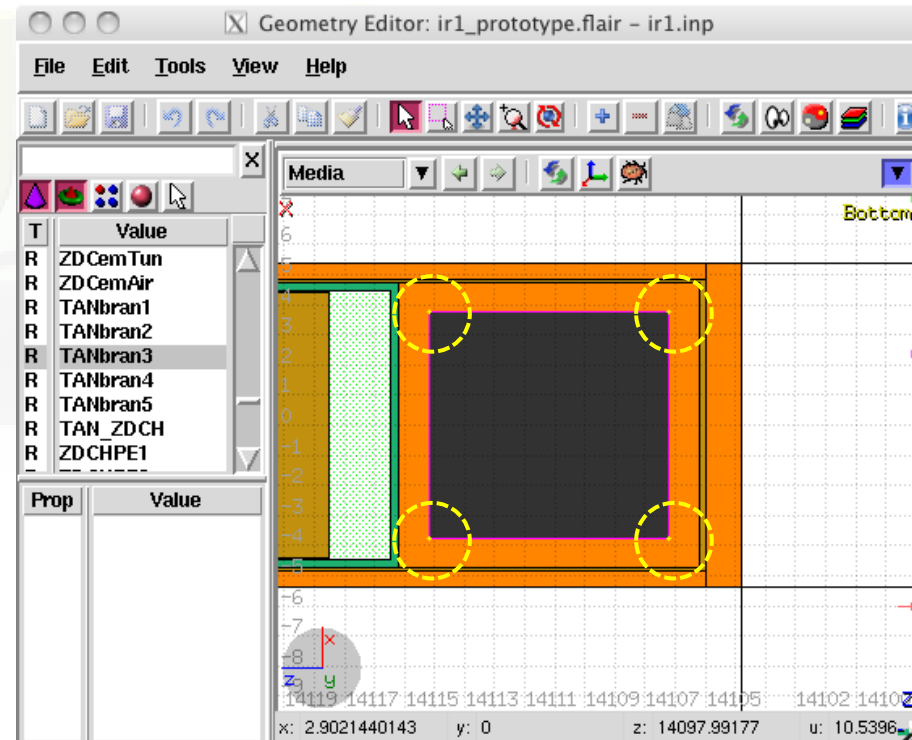 Geometry Editor: ir1_prototype.flair – ir1.inp
File Edit Tools View Help
Media
T Value
R ZDCemTun
R ZDCemAir
R TANbran1
R TANbran2
R TANbran3
R TANbran4
R TANbran5
R TAN_ZDCH
R ZDCHPE1
Prop Value
Bottom
x
6
5
4
3
2
1
0
-1
-2
-3
-4
-5
-6
-7
-8
x
z y
14119 14117 14115 14113 14111 14109 14107 14105 14102
x: 2.9021440143 y: 0 z: 14097.99177 u: 10.5396